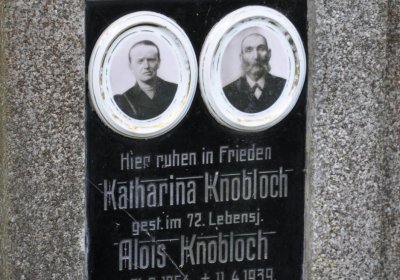 Hier ruhen in Frieden
Katharina Knobloch
gest. im 72. Lebensj.
Alois Knobloch
† 11.4.1939